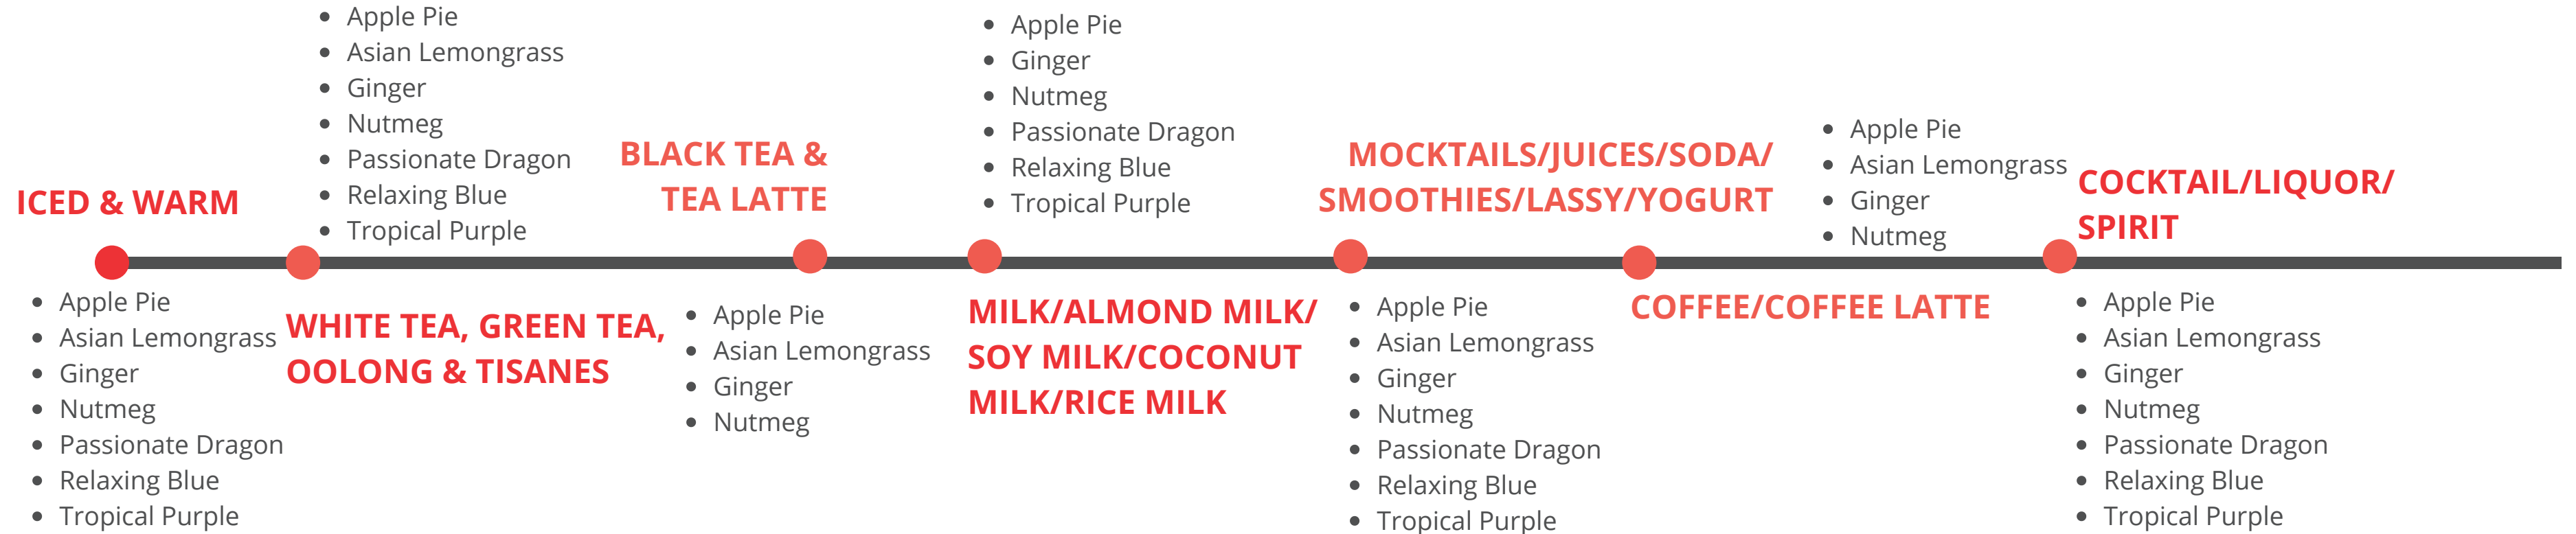 ICED & WARM
Apple Pie
Asian Lemongrass
Ginger
Nutmeg
Passionate Dragon
Relaxing Blue
Tropical Purple
Apple Pie
Asian Lemongrass
Ginger
Nutmeg
Passionate Dragon
Relaxing Blue
Tropical Purple
WHITE TEA, GREEN TEA,
OOLONG & TISANES
BLACK TEA &
TEA LATTE
Apple Pie
Asian Lemongrass
Ginger
Nutmeg
Apple Pie
Ginger
Nutmeg
Passionate Dragon
Relaxing Blue
Tropical Purple
MILK/ALMOND MILK/
SOY MILK/COCONUT
MILK/RICE MILK
MOCKTAILS/JUICES/SODA/
SMOOTHIES/LASSY/YOGURT
Apple Pie
Asian Lemongrass
Ginger
Nutmeg
Passionate Dragon
Relaxing Blue
Tropical Purple
Apple Pie
Asian Lemongrass
Ginger
Nutmeg
COFFEE/COFFEE LATTE
COCKTAIL/LIQUOR/
SPIRIT
Apple Pie
Asian Lemongrass
Ginger
Nutmeg
Passionate Dragon
Relaxing Blue
Tropical Purple